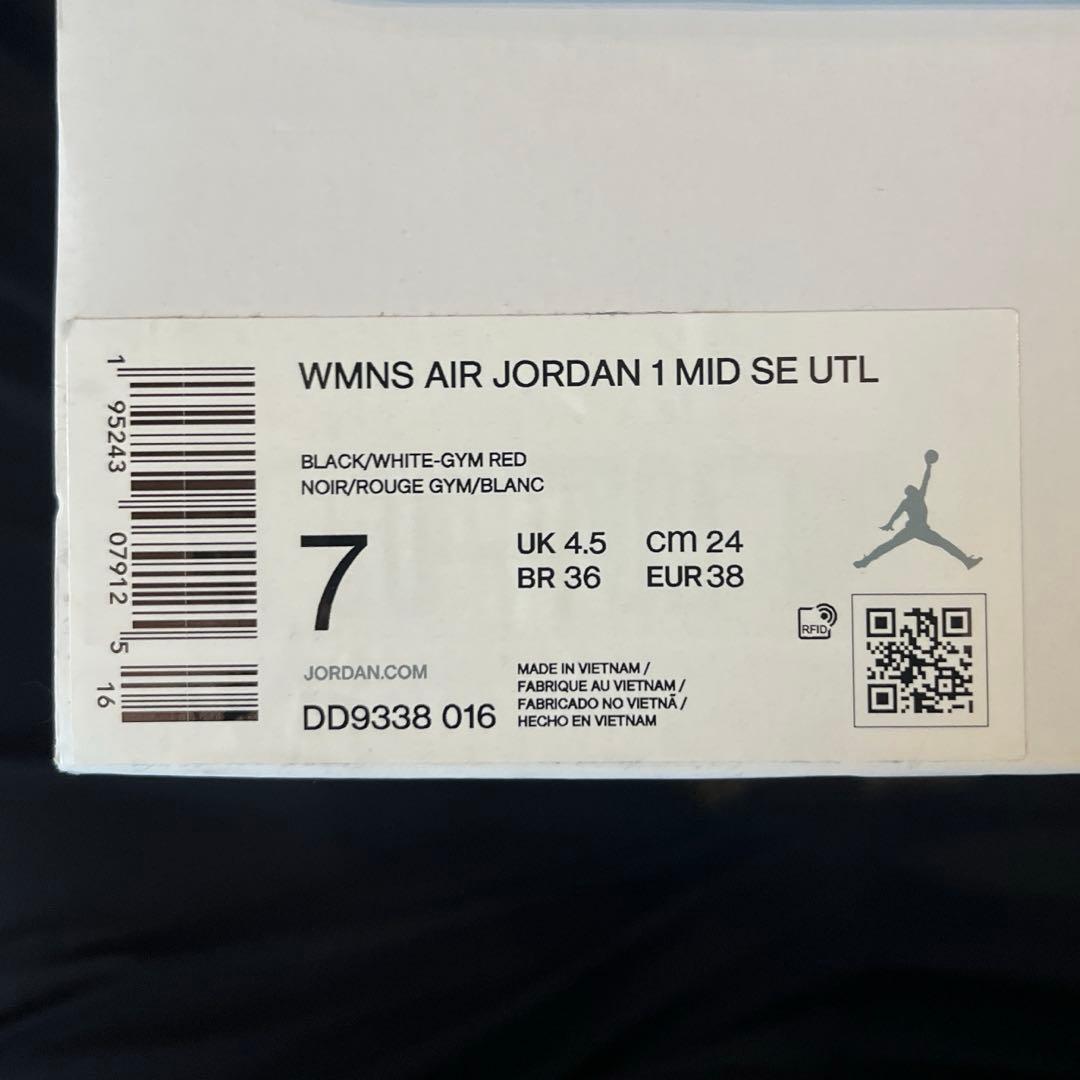 WMNS AIR JORDAN 1 MID SE UTL
BLACK/WHITE-GYM RED
NOIR/ROUGE GYM/BLANC
7
UK 4.5
cm 24
BR 36
EUR 38
RFID
JORDAN.COM
DD9338 016
MADE IN VIETNAM /
FABRIQUE AU VIETNAM /
FABRICADO NO VIETNÃ /
HECHO EN VIETNAM
1 95243 07912 5 16